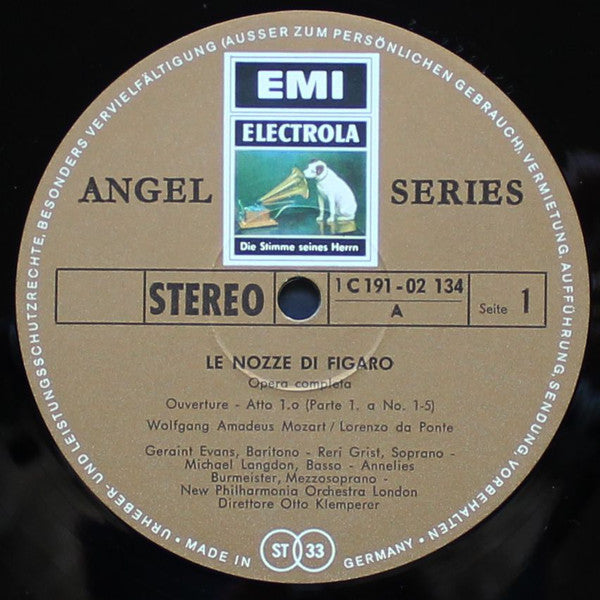 URHEBER- UND LEISTUNGSSCHUTZRECHTE, BESONDERS VERVIELFÄLTIGUNG (AUSSER ZUM PERSÖNLICHEN GEBRAUCH), VERMIETUNG, AUFFÜHRUNG, SENDUNG, VORBEHALTEN
EMI
ELECTROLA
ANGEL SERIES
Die Stimme seines Herrn
STEREO
1 C 191-02 134
A
Seite 1
LE NOZZE DI FIGARO
Opera completa
Ouverture - Atto 1.o (Parte 1. a No. 1-5)
Wolfgang Amadeus Mozart / Lorenzo da Ponte
Geraint Evans, Baritono - Reri Grist, Soprano -
Michael Langdon, Basso - Annelies
Burmeister, Mezzosoprano -
New Philharmonia Orchestra London
Direttore Otto Klemperer
• MADE IN ST 33 GERMANY •